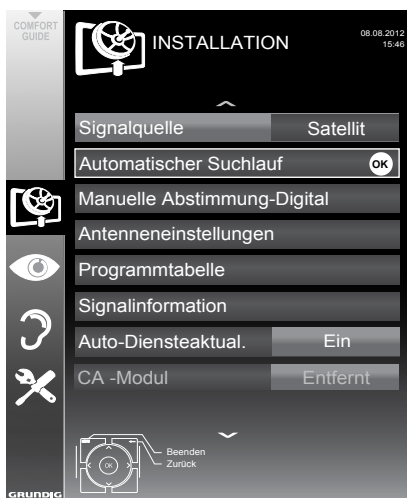 COMFORT
GUIDE
INSTALLATION
08.08.2012
15:46
Signalquelle Satellit
Automatischer Suchlauf OK
Manuelle Abstimmung-Digital
Antenneneinstellungen
Programmtabelle
Signalinformation
Auto-Diensteaktual. Ein
CA -Modul Entfernt
OK
Beenden
Zurück
GRUNDIG